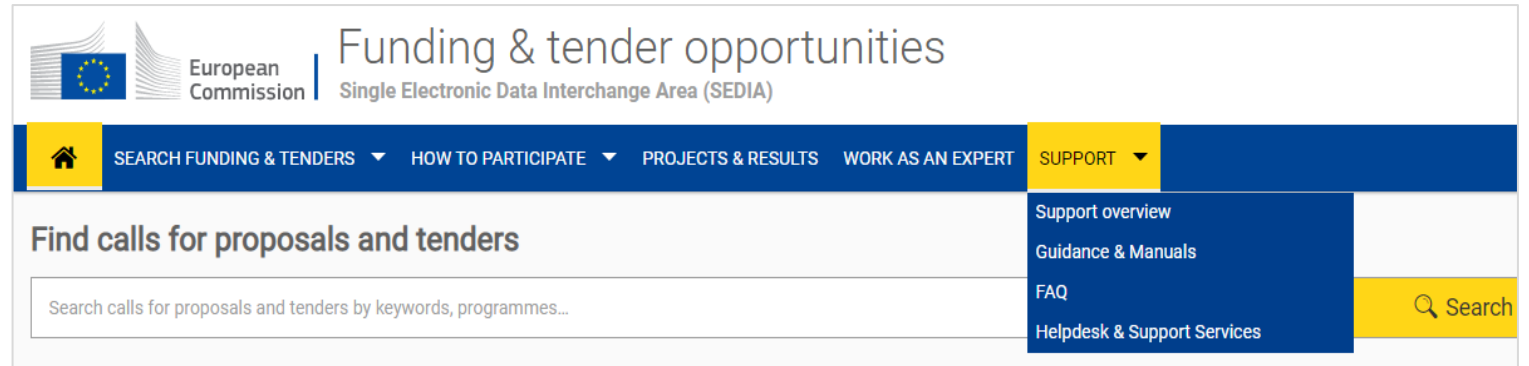 Funding & tender opportunities
European
Commission
Single Electronic Data Interchange Area (SEDIA)
SEARCH FUNDING & TENDERS HOW TO PARTICIPATE PROJECTS & RESULTS WORK AS AN EXPERT SUPPORT
Support overview
Guidance & Manuals
FAQ
Helpdesk & Support Services
Find calls for proposals and tenders
Search calls for proposals and tenders by keywords, programmes...
Search